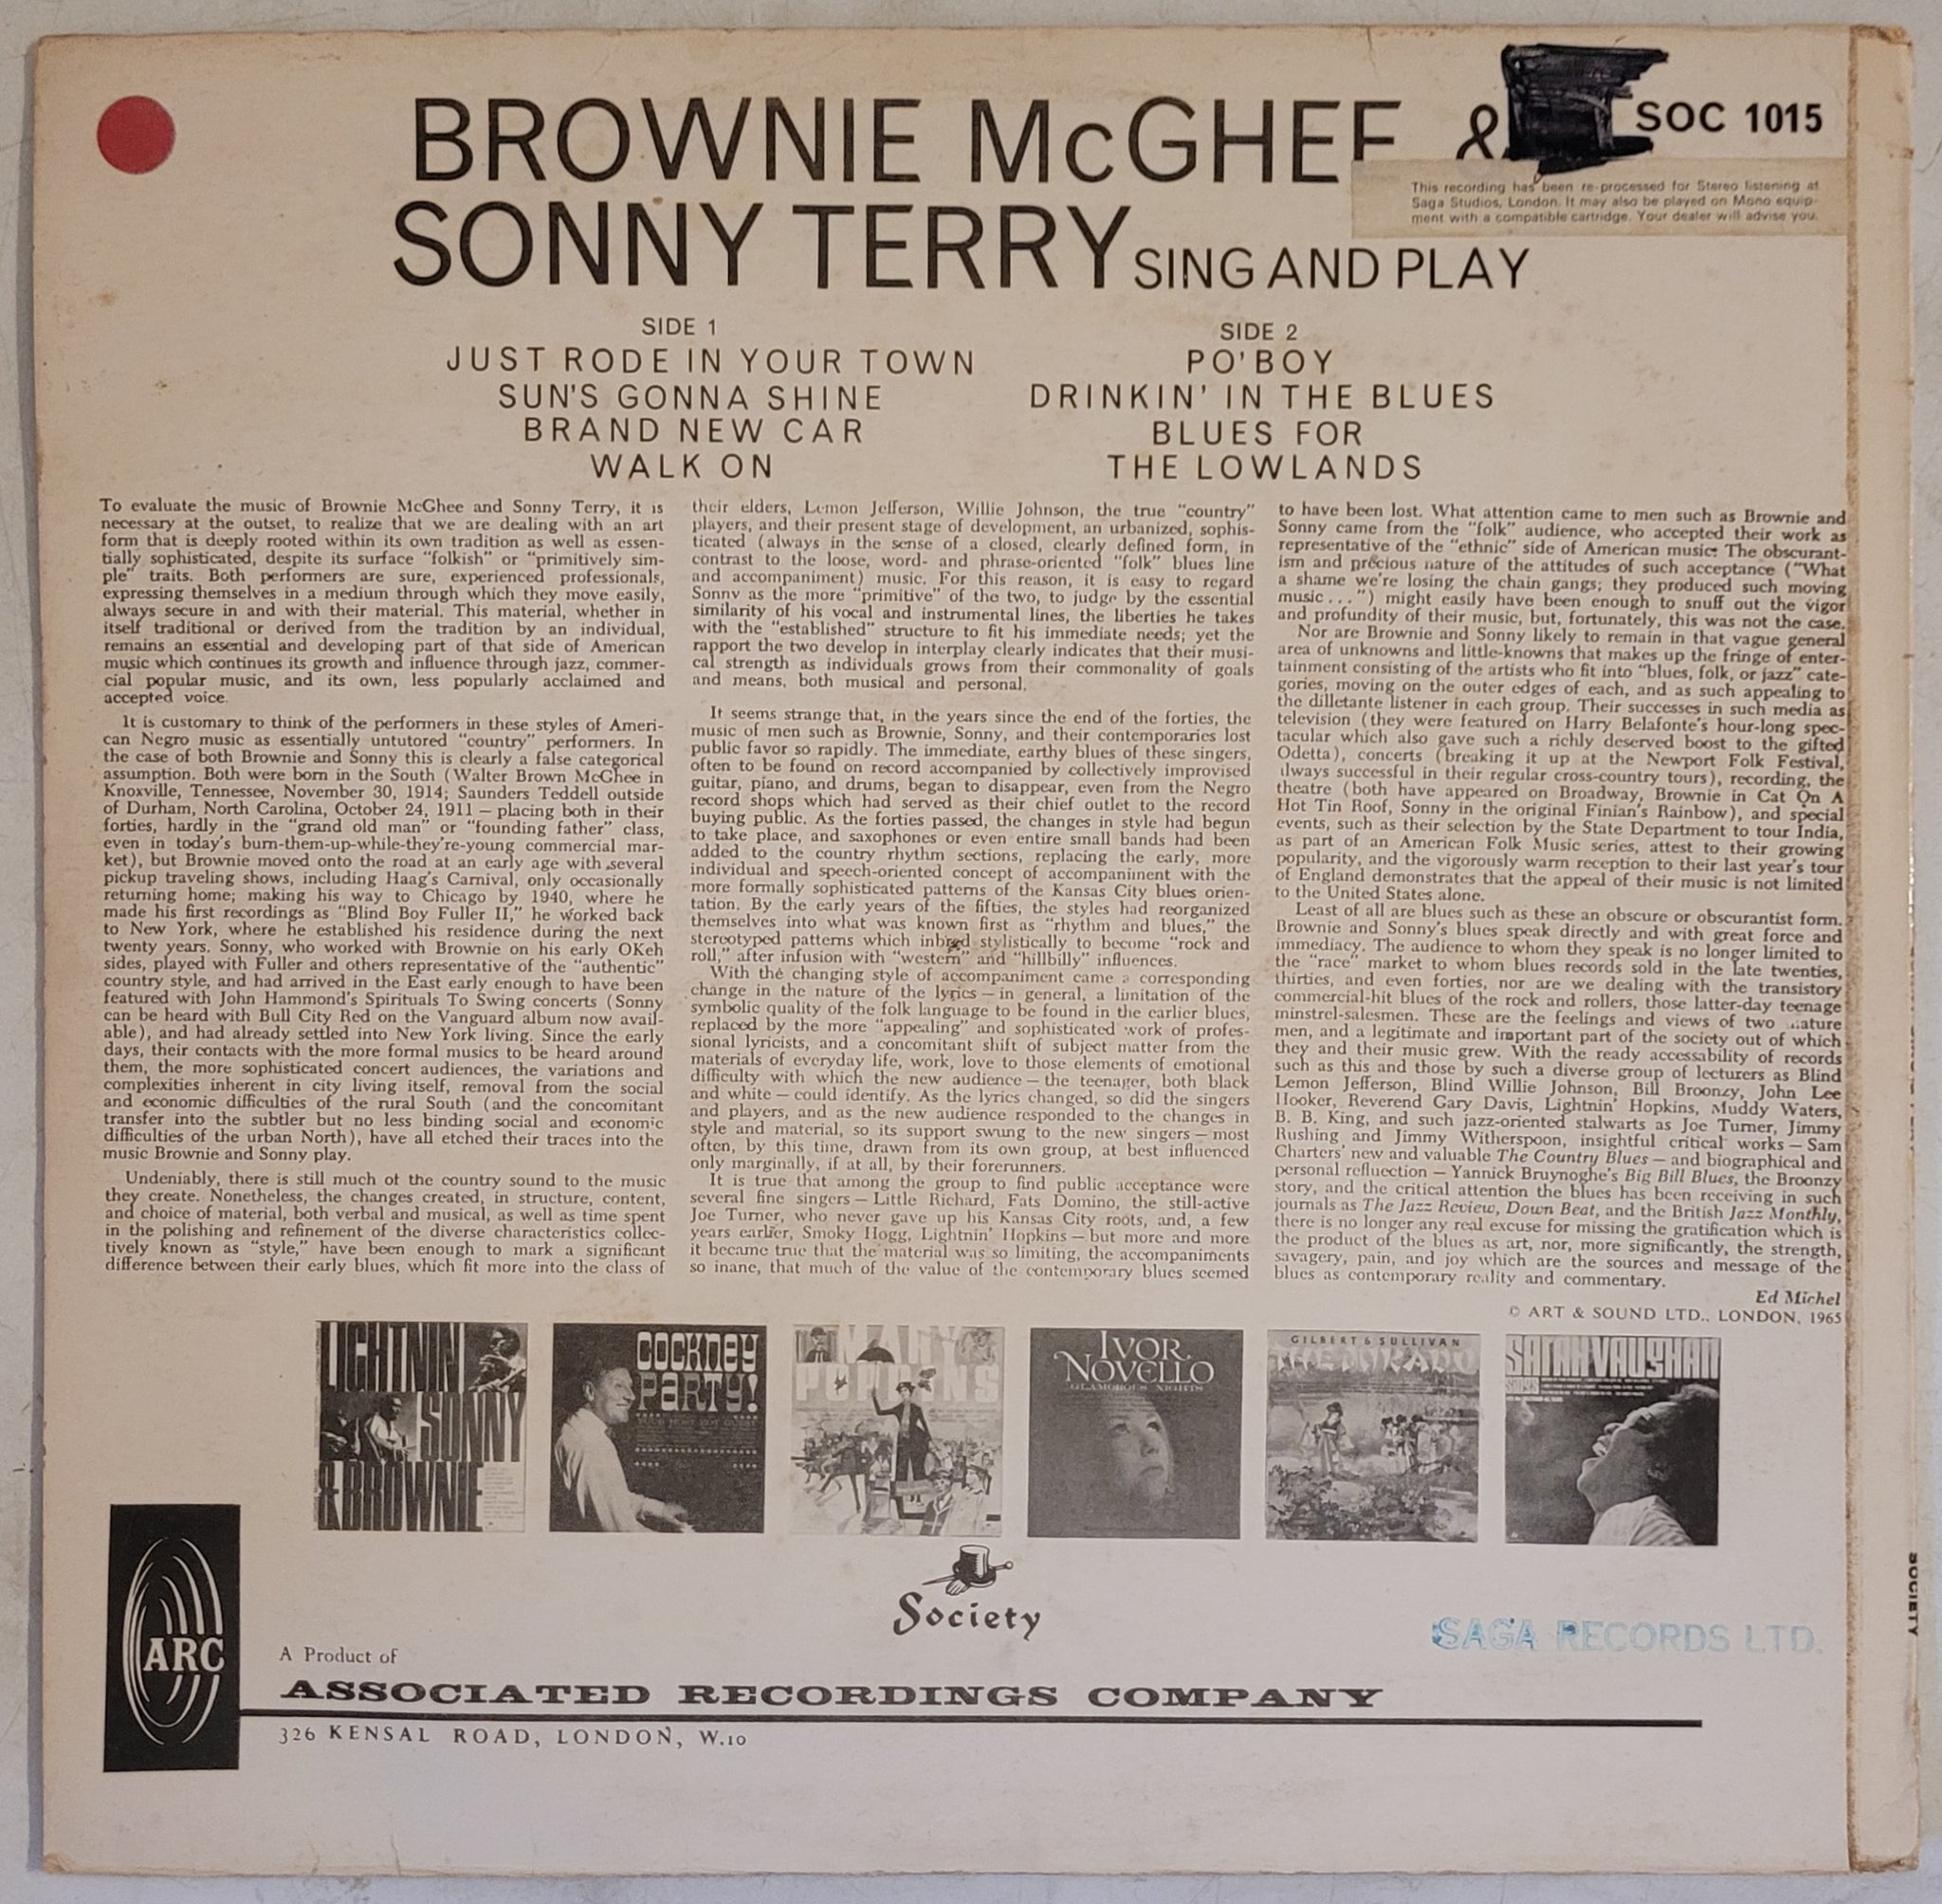 BROWNIE McGHEE &
SOC 1015
This recording has been re-processed for Stereo listening at
Saga Studios, London. It may also be played on Mono equip-
ment with a compatible cartridge. Your dealer will advise you.
SONNY TERRY SING AND PLAY
SIDE 1
JUST RODE IN YOUR TOWN
SUN'S GONNA SHINE
BRAND NEW CAR
WALK ON
SIDE 2
PO'BOY
DRINKIN' IN THE BLUES
BLUES FOR
THE LOWLANDS
To evaluate the music of Brownie McGhee and Sonny Terry, it is
necessary at the outset, to realize that we are dealing with an art
form that is deeply rooted within its own tradition as well as essen-
tially sophisticated, despite its surface “folkish” or “primitively sim-
ple” traits. Both performers are sure, experienced professionals,
expressing themselves in a medium through which they move easily,
always secure in and with their material. This material, whether in
itself traditional or derived from the tradition by an individual,
remains an essential and developing part of that side of American
music which continues its growth and influence through jazz, commer-
cial popular music, and its own, less popularly acclaimed and
accepted voice.
It is customary to think of the performers in these styles of Ameri-
can Negro music as essentially untutored “country” performers. In
the case of both Brownie and Sonny this is clearly a false categorical
assumption. Both were born in the South (Walter Brown McGhee in
Knoxville, Tennessee, November 30, 1914; Saunders Teddell outside
of Durham, North Carolina, October 24, 1911 — placing both in their
forties, hardly in the “grand old man” or “founding father” class,
even in today's burn-them-up-while-they're-young commercial mar-
ket), but Brownie moved onto the road at an early age with several
pickup traveling shows, including Haag's Carnival, only occasionally
returning home; making his way to Chicago by 1940, where he
made his first recordings as “Blind Boy Fuller II,” he worked back
to New York, where he established his residence during the next
twenty years. Sonny, who worked with Brownie on his early OKeh
sides, played with Fuller and others representative of the “authentic”
country style, and had arrived in the East early enough to have been
featured with John Hammond's Spirituals To Swing concerts (Sonny
can be heard with Bull City Red on the Vanguard album now avail-
able), and had already settled into New York living. Since the early
days, their contacts with the more formal musics to be heard around
them, the more sophisticated concert audiences, the variations and
complexities inherent in city living itself, removal from the social
and economic difficulties of the rural South (and the concomitant
transfer into the subtler but no less binding social and economic
difficulties of the urban North), have all etched their traces into the
music Brownie and Sonny play.
Undeniably, there is still much of the country sound to the music
they create. Nonetheless, the changes created, in structure, content,
and choice of material, both verbal and musical, as well as time spent
in the polishing and refinement of the diverse characteristics collec-
tively known as “style,” have been enough to mark a significant
difference between their early blues, which fit more into the class of
their elders, Lemon Jefferson, Willie Johnson, the true “country”
players, and their present stage of development, an urbanized, sophis-
ticated (always in the sense of a closed, clearly defined form, in
contrast to the loose, word- and phrase-oriented “folk” blues line
and accompaniment) music. For this reason, it is easy to regard
Sonny as the more “primitive” of the two, to judge by the essential
similarity of his vocal and instrumental lines, the liberties he takes
with the “established” structure to fit his immediate needs; yet the
rapport the two develop in interplay clearly indicates that their musi-
cal strength as individuals grows from their commonality of goals
and means, both musical and personal.
It seems strange that, in the years since the end of the forties, the
music of men such as Brownie, Sonny, and their contemporaries lost
public favor so rapidly. The immediate, earthy blues of these singers,
often to be found on record accompanied by collectively improvised
guitar, piano, and drums, began to disappear, even from the Negro
record shops which had served as their chief outlet to the record
buying public. As the forties passed, the changes in style had begun
to take place, and saxophones or even entire small bands had been
added to the country rhythm sections, replacing the early, more
individual and speech-oriented concept of accompaniment with the
more formally sophisticated patterns of the Kansas City blues orien-
tation. By the early years of the fifties, the styles had reorganized
themselves into what was known first as “rhythm and blues,” the
stereotyped patterns which inbred stylistically to become “rock and
roll,” after infusion with “western” and “hillbilly” influences.
With the changing style of accompaniment came a corresponding
change in the nature of the lyrics — in general, a limitation of the
symbolic quality of the folk language to be found in the earlier blues,
replaced by the more “appealing” and sophisticated work of profes-
sional lyricists, and a concomitant shift of subject matter from the
materials of everyday life, work, love to those elements of emotional
difficulty with which the new audience — the teenager, both black
and white — could identify. As the lyrics changed, so did the singers
and players, and as the new audience responded to the changes in
style and material, so its support swung to the new singers — most
often, by this time, drawn from its own group, at best influenced
only marginally, if at all, by their forerunners.
It is true that among the group to find public acceptance were
several fine singers — Little Richard, Fats Domino, the still-active
Joe Turner, who never gave up his Kansas City roots, and, a few
years earlier, Smoky Hogg, Lightnin' Hopkins — but more and more
it became true that the material was so limiting, the accompaniments
so inane, that much of the value of the contemporary blues seemed
to have been lost. What attention came to men such as Brownie and
Sonny came from the “folk” audience, who accepted their work as
representative of the “ethnic” side of American music. The obscurant-
ism and precious nature of the attitudes of such acceptance (“What
a shame we're losing the chain gangs; they produced such moving
music . . .”) might easily have been enough to snuff out the vigor
and profundity of their music, but, fortunately, this was not the case.
Nor are Brownie and Sonny likely to remain in that vague general
area of unknowns and little-knowns that makes up the fringe of enter-
tainment consisting of the artists who fit into “blues, folk, or jazz” cate-
gories, moving on the outer edges of each, and as such appealing to
the dilletante listener in each group. Their successes in such media as
television (they were featured on Harry Belafonte's hour-long spec-
tacular which also gave such a richly deserved boost to the gifted
Odetta), concerts (breaking it up at the Newport Folk Festival,
always successful in their regular cross-country tours), recording, the
theatre (both have appeared on Broadway, Brownie in Cat On A
Hot Tin Roof, Sonny in the original Finian's Rainbow), and special
events, such as their selection by the State Department to tour India,
as part of an American Folk Music series, attest to their growing
popularity, and the vigorously warm reception to their last year's tour
of England demonstrates that the appeal of their music is not limited
to the United States alone.
Least of all are blues such as these an obscure or obscurantist form.
Brownie and Sonny's blues speak directly and with great force and
immediacy. The audience to whom they speak is no longer limited to
the “race” market to whom blues records sold in the late twenties,
thirties, and even forties, nor are we dealing with the transistory
commercial-hit blues of the rock and rollers, those latter-day teenage
minstrel-salesmen. These are the feelings and views of two mature
men, and a legitimate and important part of the society out of which
they and their music grew. With the ready accessability of records
such as this and those by such a diverse group of lecturers as Blind
Lemon Jefferson, Blind Willie Johnson, Bill Broonzy, John Lee
Hooker, Reverend Gary Davis, Lightnin' Hopkins, Muddy Waters,
B. B. King, and such jazz-oriented stalwarts as Joe Turner, Jimmy
Rushing and Jimmy Witherspoon, insightful critical works — Sam
Charters' new and valuable The Country Blues — and biographical and
personal refluection — Yannick Bruynoghe's Big Bill Blues, the Broonzy
story, and the critical attention the blues has been receiving in such
journals as The Jazz Review, Down Beat, and the British Jazz Monthly,
there is no longer any real excuse for missing the gratification which is
the product of the blues as art, nor, more significantly, the strength,
savagery, pain, and joy which are the sources and message of the
blues as contemporary reality and commentary.
Ed Michel
© ART & SOUND LTD., LONDON, 1965
LIGHTNIN
SONNY
& BROWNIE
COCKNEY
PARTY!
MARY
POPPINS
IVOR
NOVELLO
GLAMOROUS NIGHTS
GILBERT & SULLIVAN
THE MIKADO
SARAH VAUGHAN
Society
SAGA RECORDS LTD.
ARC
A Product of
ASSOCIATED RECORDINGS COMPANY
326 KENSAL ROAD, LONDON, W.10
SOCIETY